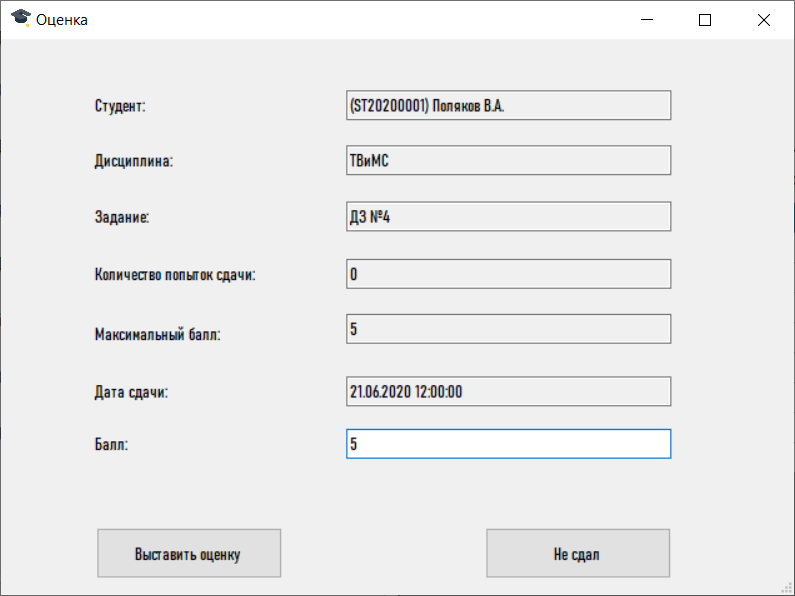 Оценка
Студент: (ST20200001) Поляков В.А.
Дисциплина: ТВиМС
Задание: ДЗ №4
Количество попыток сдачи: 0
Максимальный балл: 5
Дата сдачи: 21.06.2020 12:00:00
Балл: 5
Выставить оценку Не сдал